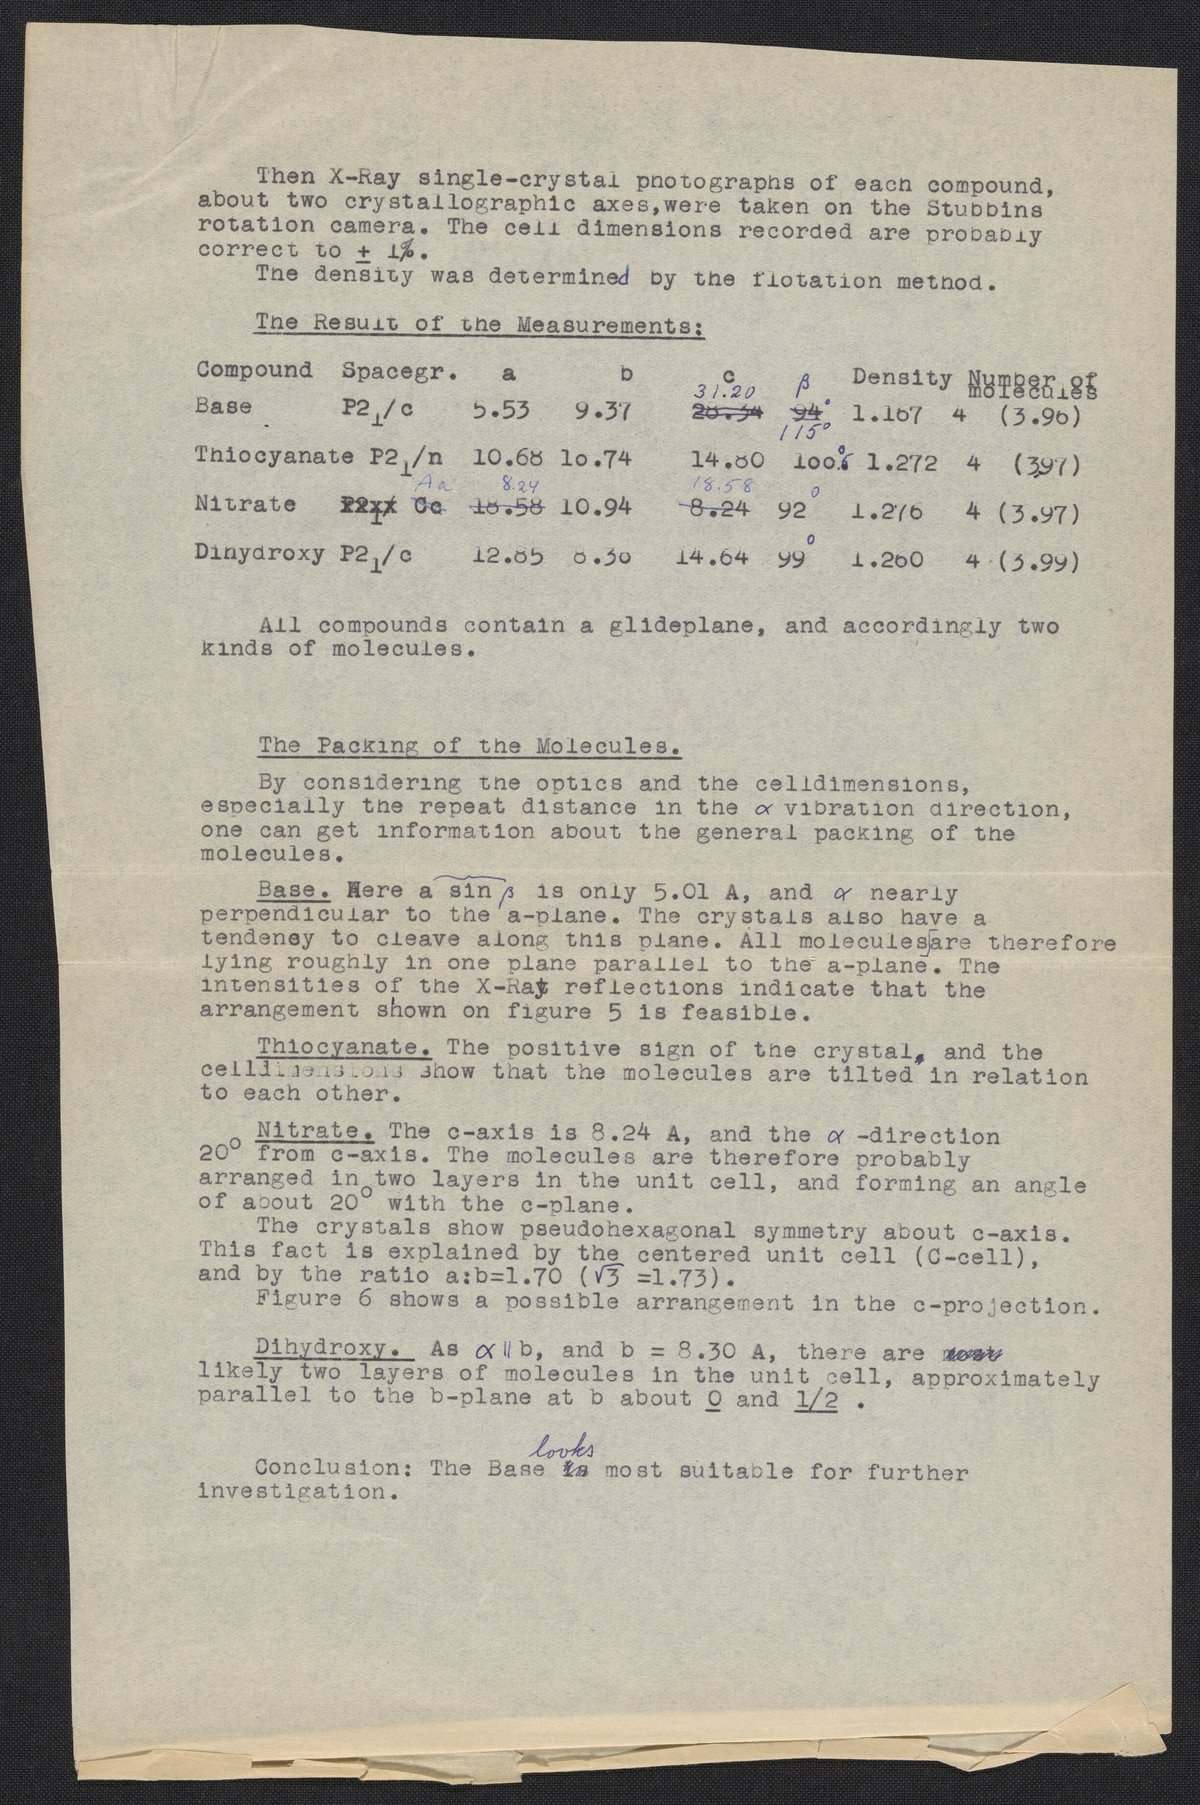 Then X-Ray single-crystal photographs of each compound,
about two crystallographic axes,were taken on the Stubbins
rotation camera. The cell dimensions recorded are probably
correct to ± 1%.
The density was determined by the flotation method.
The Result of the Measurements:
Compound Spacegr. a b c β Density Number of molecules
31.20
Base P2₁/c 5.53 9.37 28.34 94° 1.167 4 (3.96)
115°
Thiocyanate P2₁/n 10.68 10.74 14.80 100° 1.272 4 (3.97)
Aa 8.24 18.58
Nitrate Cc 18.58 10.94 8.24 92° 1.276 4 (3.97)
Dihydroxy P2₁/c 12.85 8.30 14.64 99° 1.260 4 (3.99)
All compounds contain a glideplane, and accordingly two
kinds of molecules.
The Packing of the Molecules.
By considering the optics and the celldimensions,
especially the repeat distance in the α vibration direction,
one can get information about the general packing of the
molecules.
Base. Here a sin β is only 5.01 A, and α nearly
perpendicular to the a-plane. The crystals also have a
tendency to cleave along this plane. All molecules are therefore
lying roughly in one plane parallel to the a-plane. The
intensities of the X-Ray reflections indicate that the
arrangement shown on figure 5 is feasible.
Thiocyanate. The positive sign of the crystal, and the
celldimensions show that the molecules are tilted in relation
to each other.
Nitrate. The c-axis is 8.24 A, and the α -direction
20° from c-axis. The molecules are therefore probably
arranged in two layers in the unit cell, and forming an angle
of about 20° with the c-plane.
The crystals show pseudohexagonal symmetry about c-axis.
This fact is explained by the centered unit cell (C-cell),
and by the ratio a:b=1.70 (√3 =1.73).
Figure 6 shows a possible arrangement in the c-projection.
Dihydroxy. As α ∥ b, and b = 8.30 A, there are
likely two layers of molecules in the unit cell, approximately
parallel to the b-plane at b about 0 and 1/2 .
looks
Conclusion: The Base is most suitable for further
investigation.